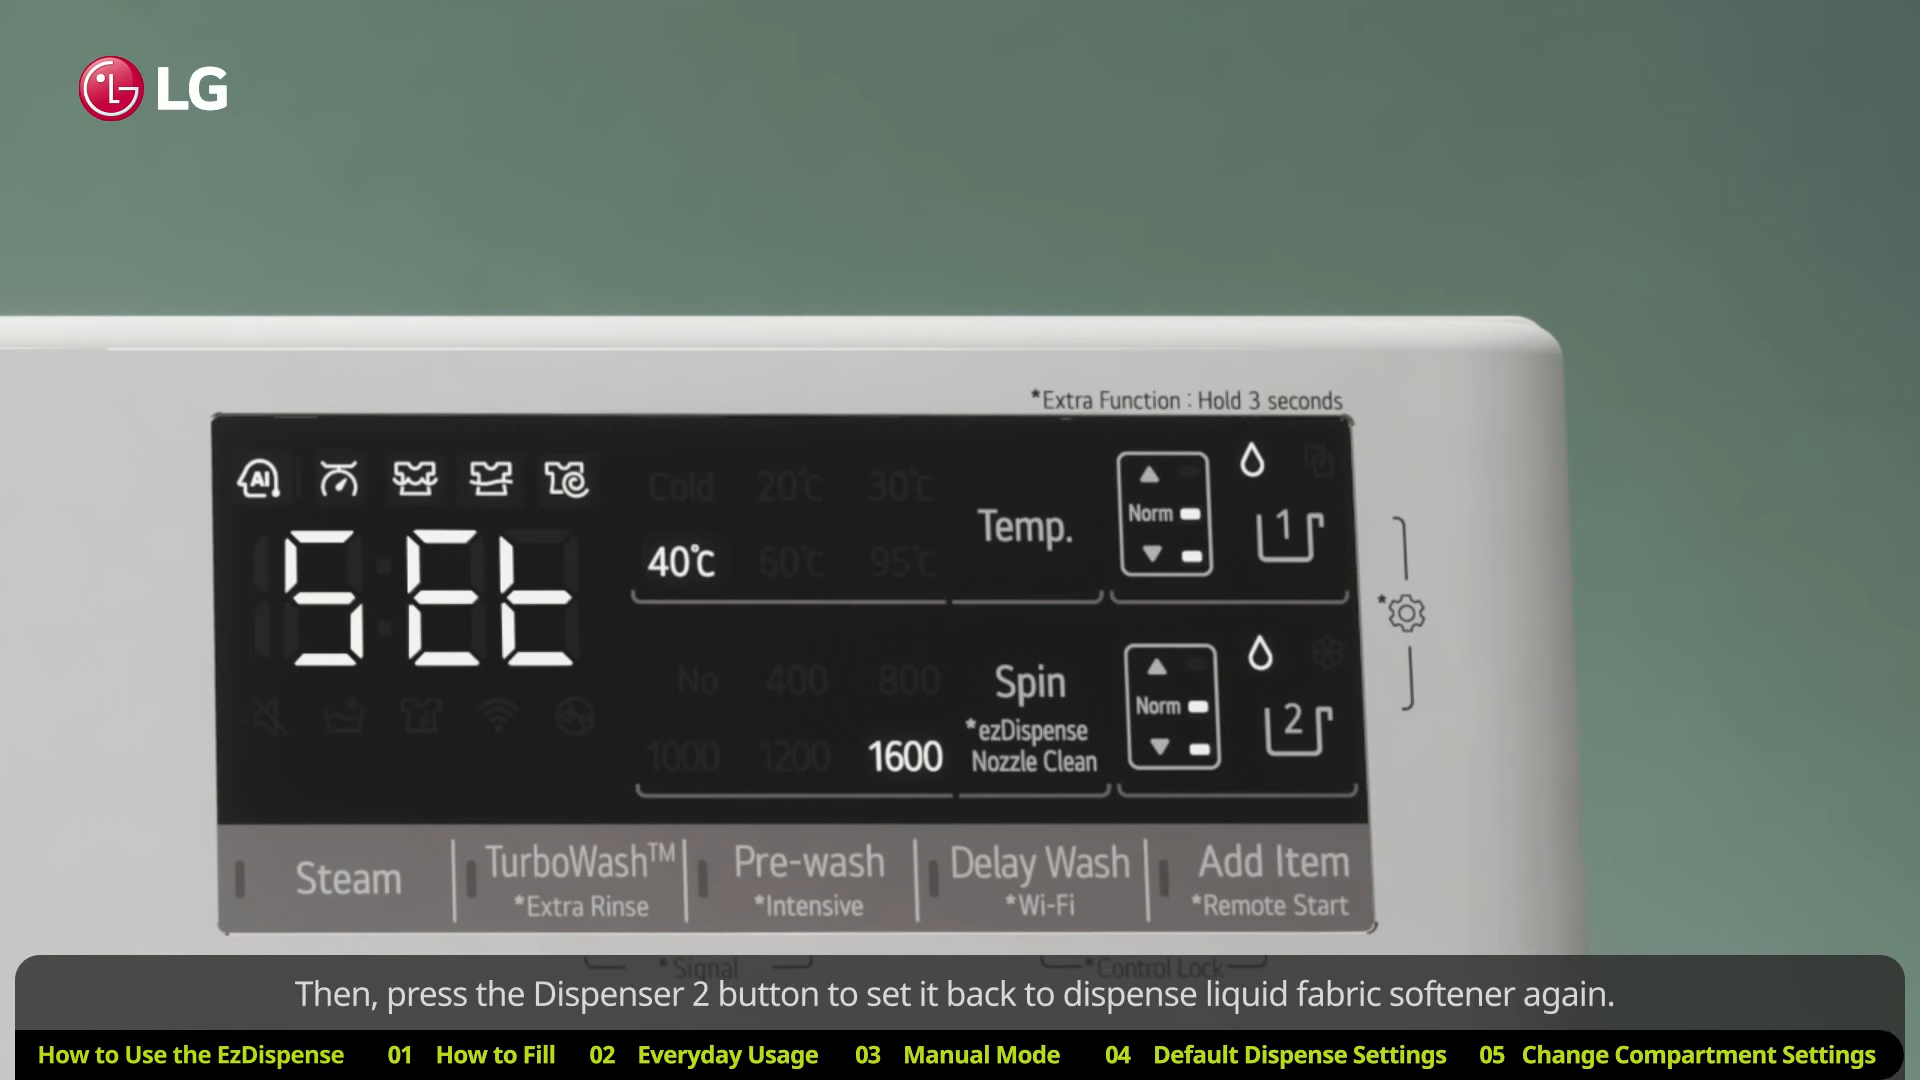 LG
*Extra Function : Hold 3 seconds
AI
SEt
Cold 20℃ 30℃
40℃ 60℃ 95℃
Temp.
Norm
1
No 400 800
1000 1200 1600
Spin
*ezDispense
Nozzle Clean
Norm
2
*
Steam
TurboWash™
*Extra Rinse
Pre-wash
*Intensive
Delay Wash
*Wi-Fi
Add Item
*Remote Start
*Signal
*Control Lock
Then, press the Dispenser 2 button to set it back to dispense liquid fabric softener again.
How to Use the EzDispense 01 How to Fill 02 Everyday Usage 03 Manual Mode 04 Default Dispense Settings 05 Change Compartment Settings